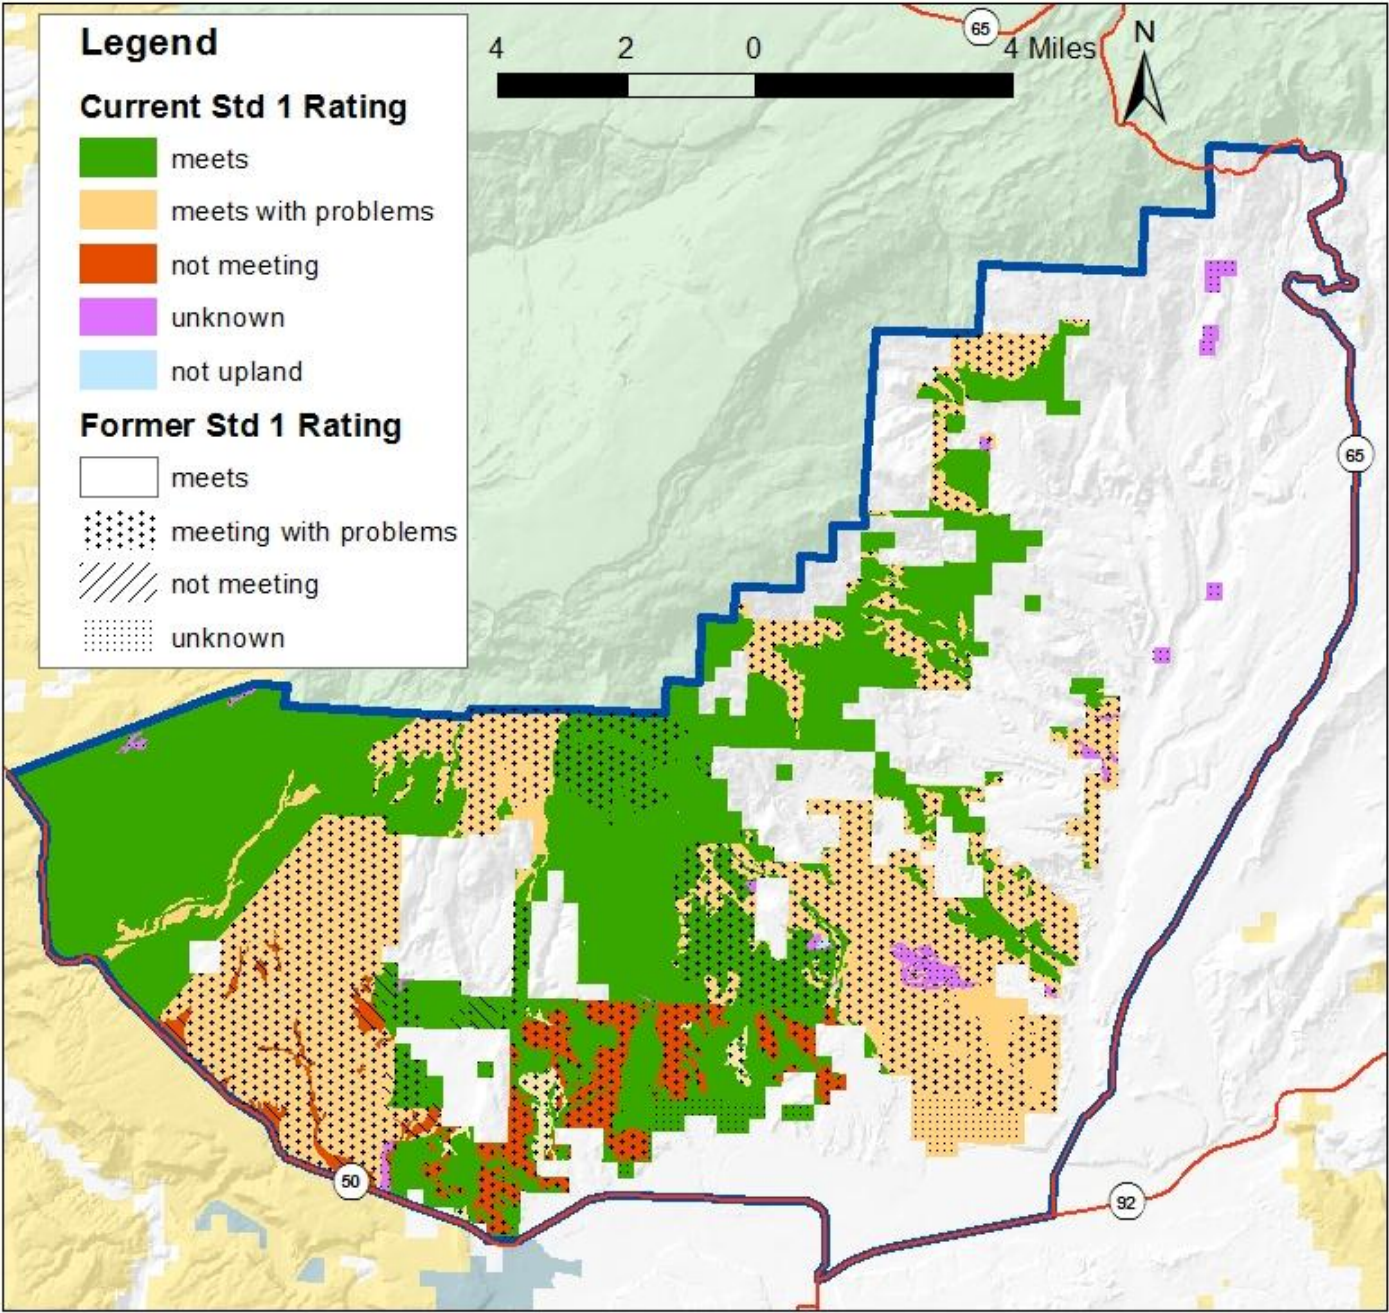 Legend
Current Std 1 Rating
meets
meets with problems
not meeting
unknown
not upland
Former Std 1 Rating
meets
meeting with problems
not meeting
unknown
4 2 0 4 Miles
N
65
65
50
92